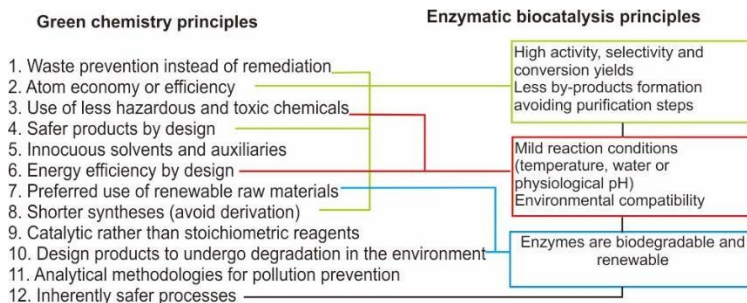 Green chemistry principles
1. Waste prevention instead of remediation
2. Atom economy or efficiency
3. Use of less hazardous and toxic chemicals
4. Safer products by design
5. Innocuous solvents and auxiliaries
6. Energy efficiency by design
7. Preferred use of renewable raw materials
8. Shorter syntheses (avoid derivation)
9. Catalytic rather than stoichiometric reagents
10. Design products to undergo degradation in the environment
11. Analytical methodologies for pollution prevention
12. Inherently safer processes
Enzymatic biocatalysis principles
High activity, selectivity and
conversion yields
Less by-products formation
avoiding purification steps
Mild reaction conditions
(temperature, water or
physiological pH)
Environmental compatibility
Enzymes are biodegradable and
renewable